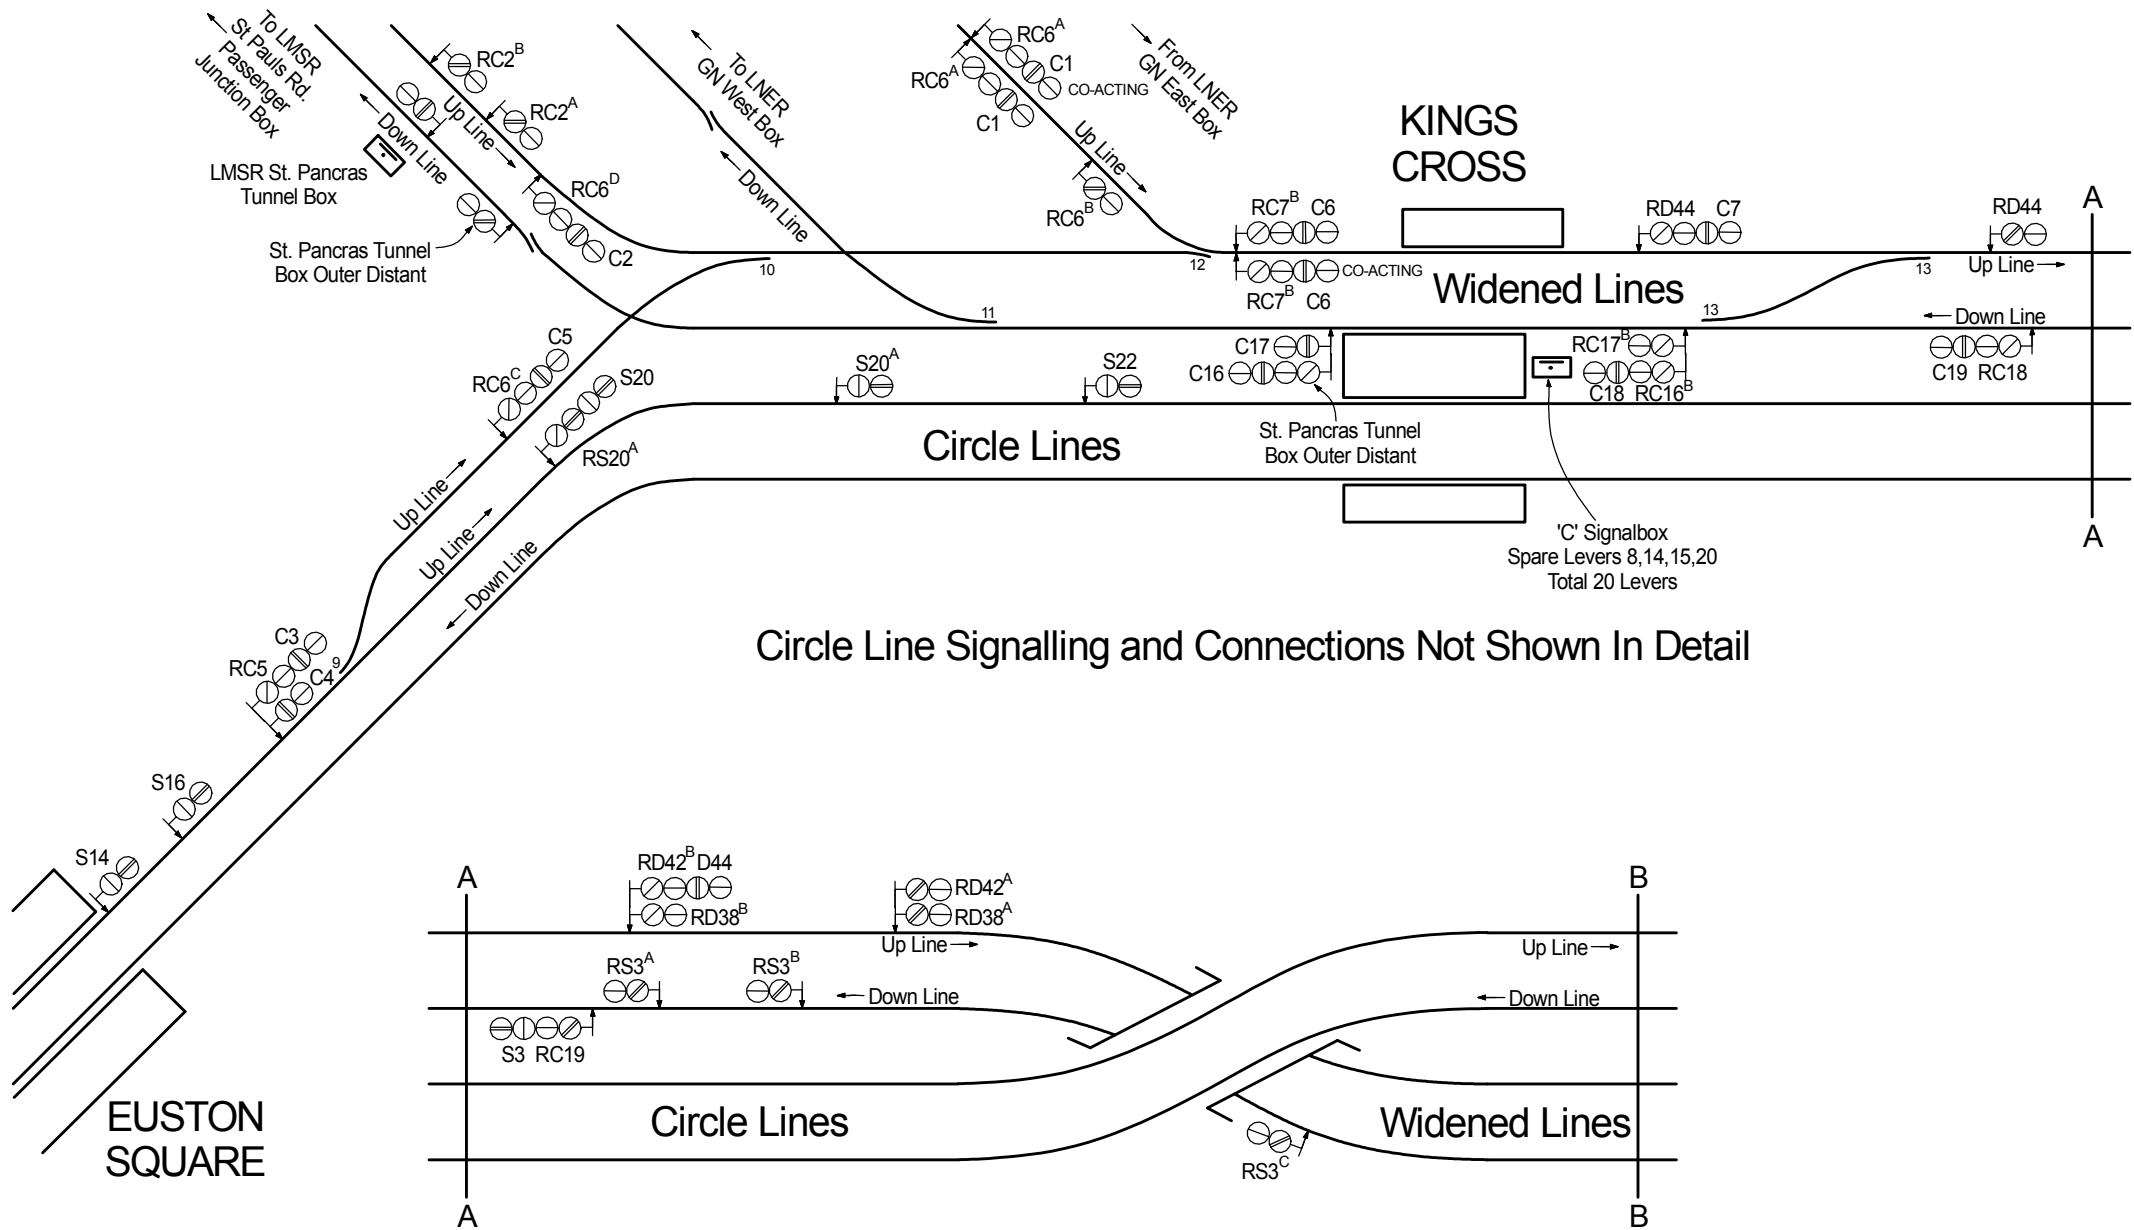 To LMSR
St Pauls Rd.
Passenger
Junction Box
RC2B
RC2A
Up Line
Down Line
LMSR St. Pancras
Tunnel Box
St. Pancras Tunnel
Box Outer Distant
RC6D
C2
To LNER
GN West Box
Down Line
RC6A
C1
CO-ACTING
RC6A
C1
From LNER
GN East Box
Up Line
RC6B
KINGS
CROSS
RC7B C6
RC7B C6
CO-ACTING
RD44 C7
RD44
A
Up Line
Widened Lines
10
12
11
13
13
Down Line
C5
RC6C
S20
RS20A
S20A
S22
C17
C16
RC17B
C18 RC16B
C19 RC18
St. Pancras Tunnel
Box Outer Distant
Circle Lines
Up Line
Up Line
Down Line
'C' Signalbox
Spare Levers 8,14,15,20
Total 20 Levers
A
Circle Line Signalling and Connections Not Shown In Detail
C3
RC5
C4
9
S16
S14
EUSTON
SQUARE
A
RD42B D44
RD38B
RD42A
RD38A
Up Line
RS3A
RS3B
Down Line
S3 RC19
Circle Lines
A
B
Up Line
Down Line
Widened Lines
RS3C
B